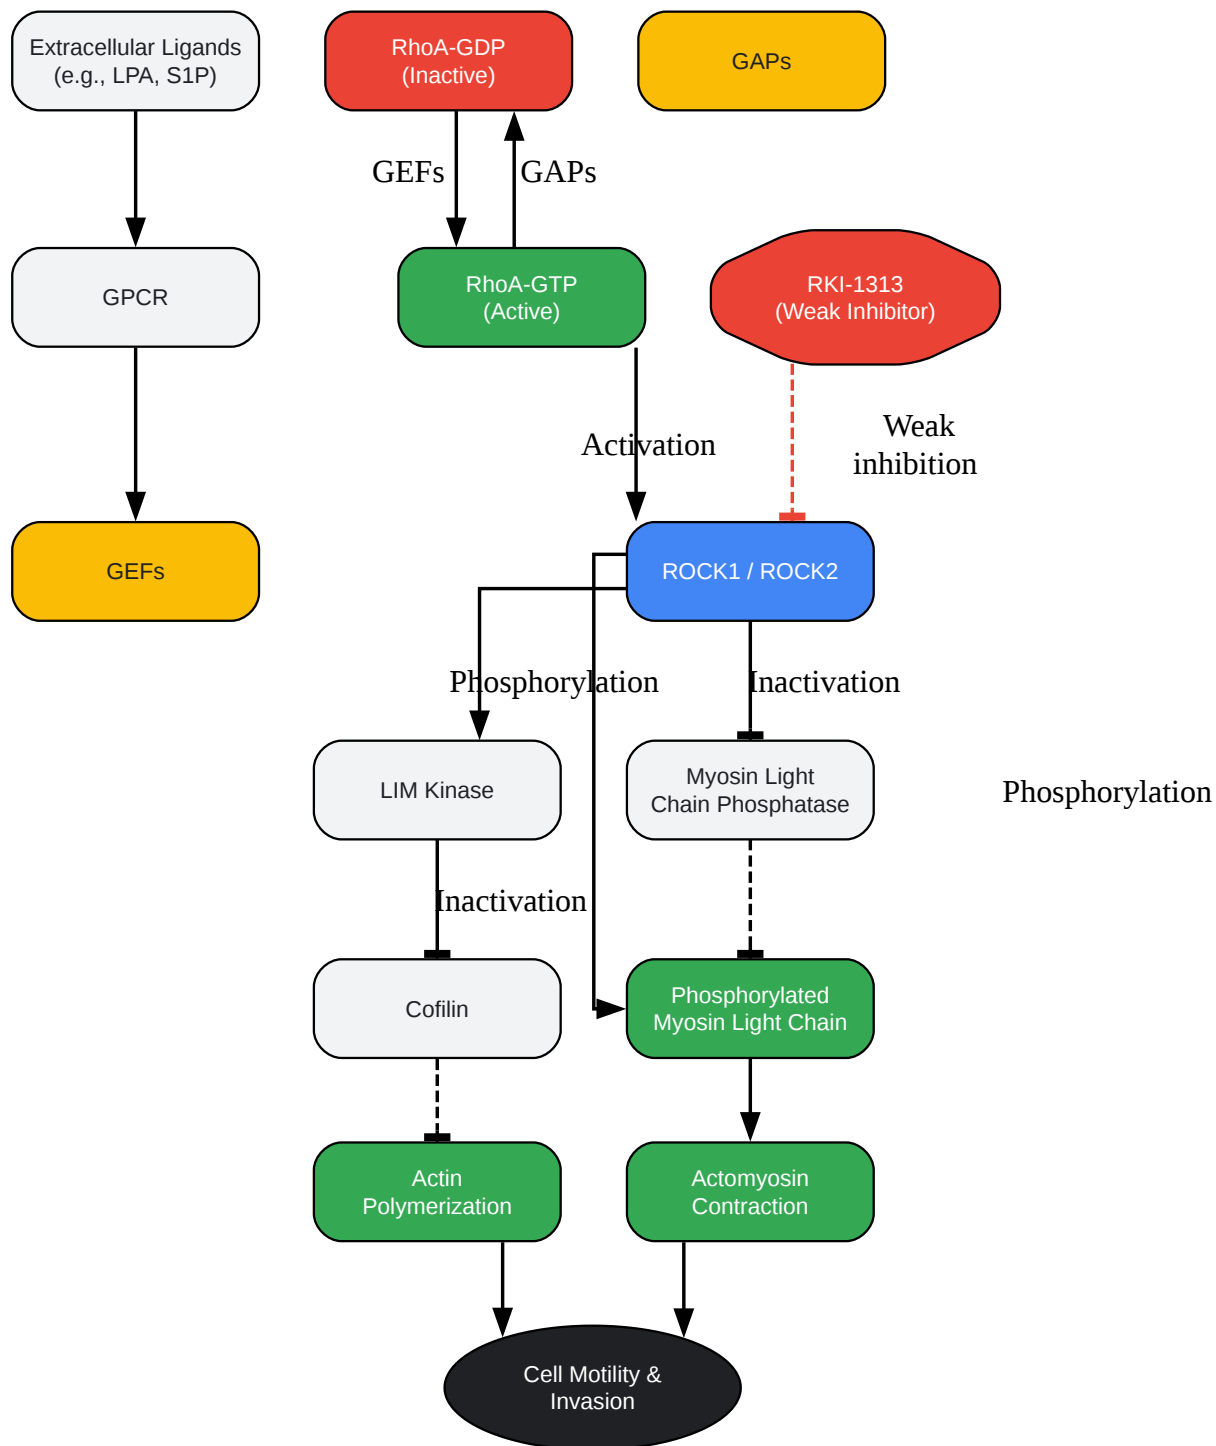 Extracellular Ligands
(e.g., LPA, S1P)
RhoA-GDP
(Inactive)
GAPs
GEFs
GAPs
GPCR
RhoA-GTP
(Active)
RKI-1313
(Weak Inhibitor)
Activation
Weak
inhibition
GEFs
ROCK1 / ROCK2
Phosphorylation
Inactivation
LIM Kinase
Myosin Light
Chain Phosphatase
Phosphorylation
Inactivation
Cofilin
Phosphorylated
Myosin Light Chain
Actin
Polymerization
Actomyosin
Contraction
Cell Motility &
Invasion